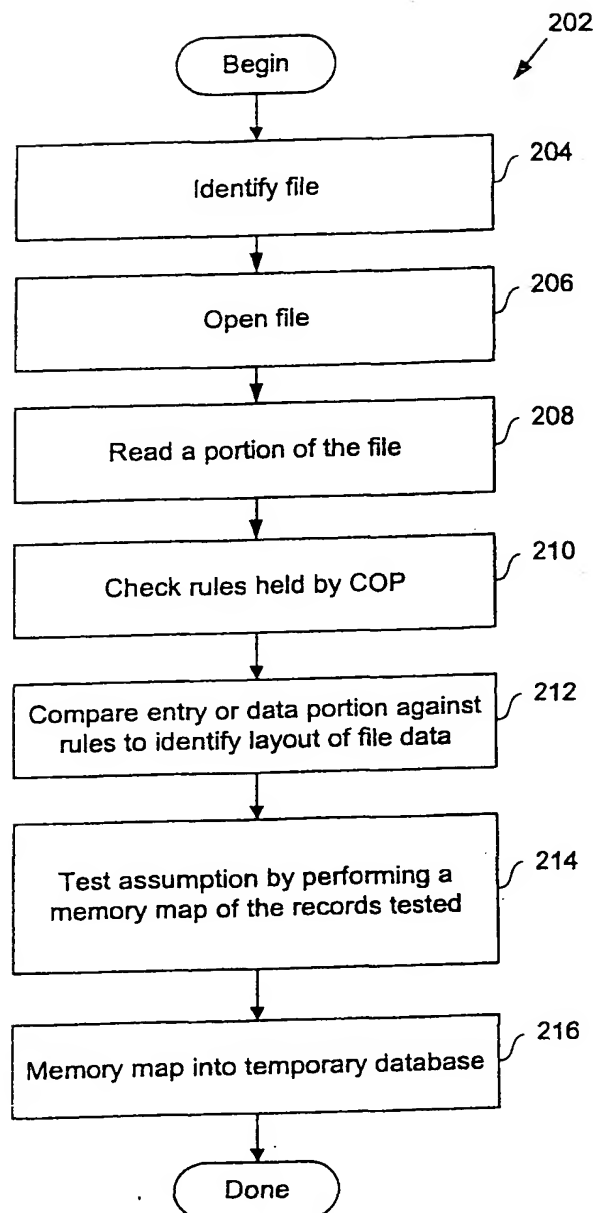 202
Begin
204
Identify file
206
Open file
208
Read a portion of the file
210
Check rules held by COP
212
Compare entry or data portion against
rules to identify layout of file data
214
Test assumption by performing a
memory map of the records tested
216
Memory map into temporary database
Done